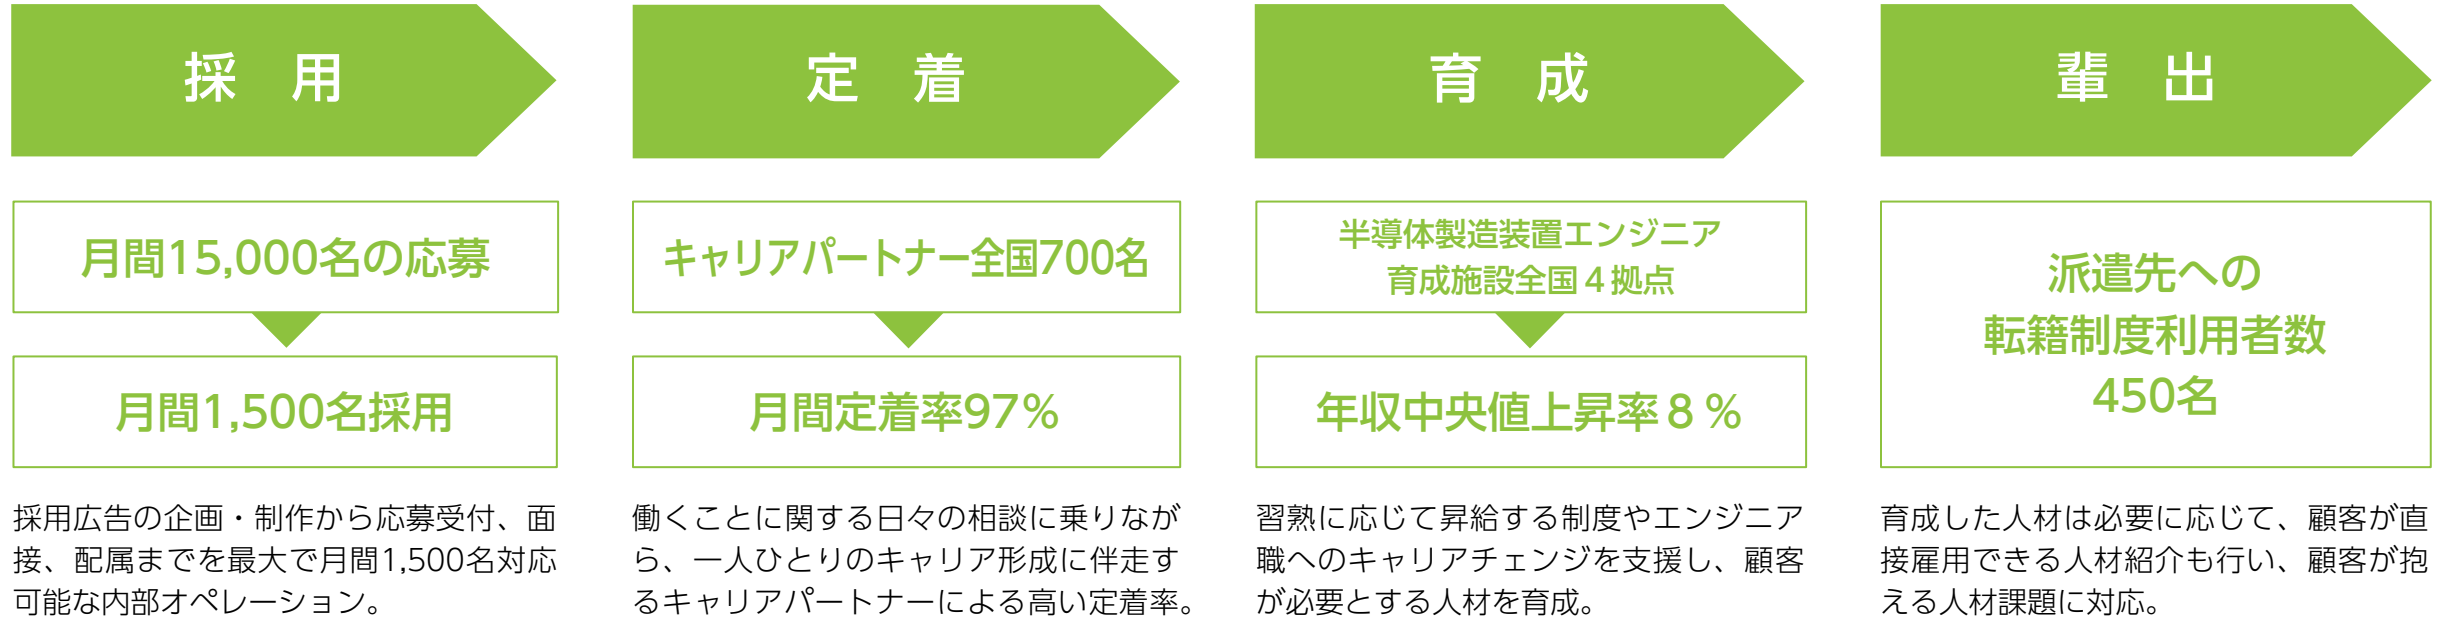 採　用
月間15,000名の応募
月間1,500名採用
採用広告の企画・制作から応募受付、面
接、配属までを最大で月間1,500名対応
可能な内部オペレーション。
定　着
キャリアパートナー全国700名
月間定着率97%
働くことに関する日々の相談に乗りなが
ら、一人ひとりのキャリア形成に伴走す
るキャリアパートナーによる高い定着率。
育　成
半導体製造装置エンジニア
育成施設全国４拠点
年収中央値上昇率８％
習熟に応じて昇給する制度やエンジニア
職へのキャリアチェンジを支援し、顧客
が必要とする人材を育成。
輩　出
派遣先への
転籍制度利用者数
450名
育成した人材は必要に応じて、顧客が直
接雇用できる人材紹介も行い、顧客が抱
える人材課題に対応。